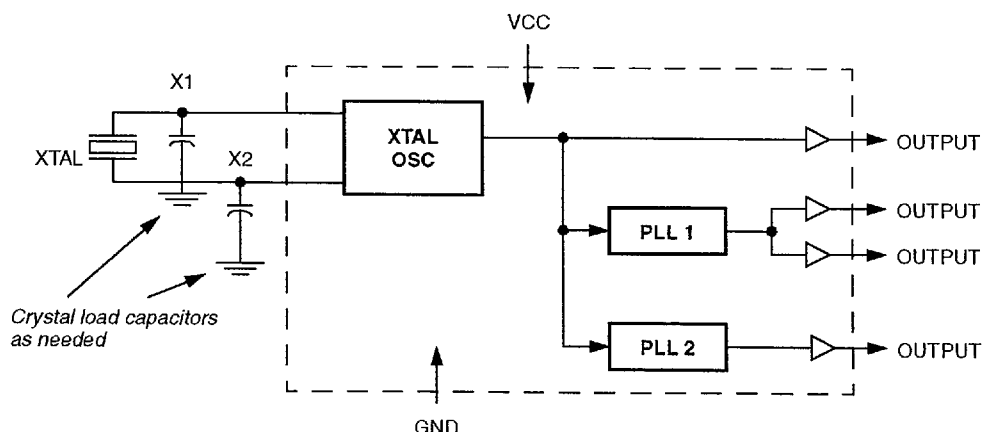 VCC
X1
XTAL
OSC
OUTPUT
XTAL
X2
PLL 1
OUTPUT
OUTPUT
Crystal load capacitors
as needed
PLL 2
OUTPUT
GND